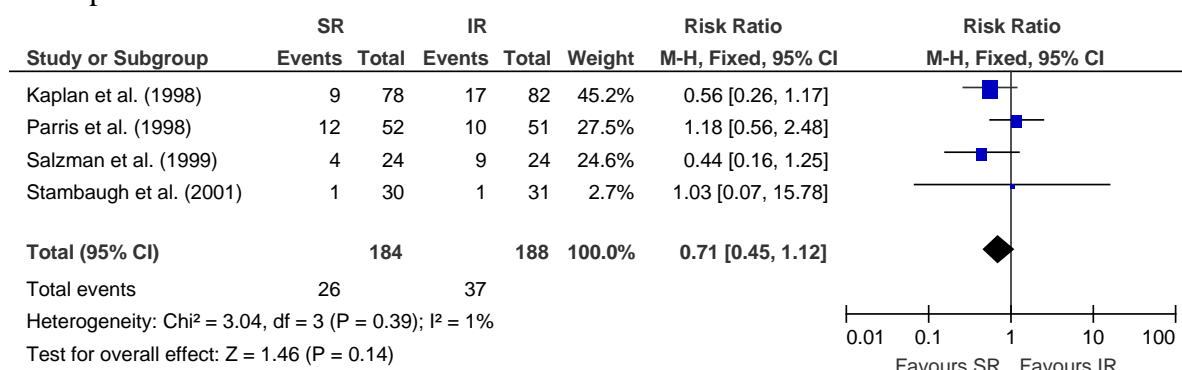 SR IR Risk Ratio Risk Ratio
Study or Subgroup Events Total Events Total Weight M-H, Fixed, 95% CI M-H, Fixed, 95% CI
Kaplan et al. (1998) 9 78 17 82 45.2% 0.56 [0.26, 1.17]
Parris et al. (1998) 12 52 10 51 27.5% 1.18 [0.56, 2.48]
Salzman et al. (1999) 4 24 9 24 24.6% 0.44 [0.16, 1.25]
Stambaugh et al. (2001) 1 30 1 31 2.7% 1.03 [0.07, 15.78]
Total (95% CI) 184 188 100.0% 0.71 [0.45, 1.12]
Total events 26 37
Heterogeneity: Chi² = 3.04, df = 3 (P = 0.39); I² = 1%
Test for overall effect: Z = 1.46 (P = 0.14)
0.01 0.1 1 10 100
Favours SR Favours IR